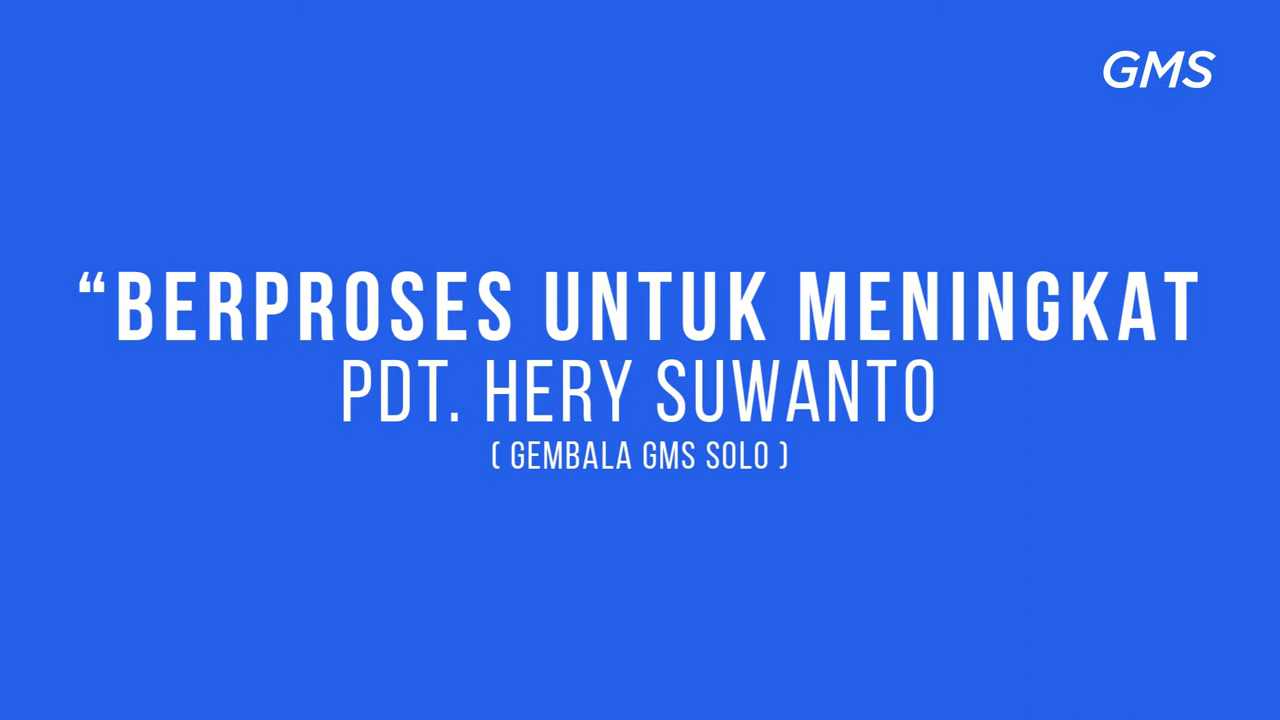 GMS
“BERPROSES UNTUK MENINGKAT
PDT. HERY SUWANTO
( GEMBALA GMS SOLO )